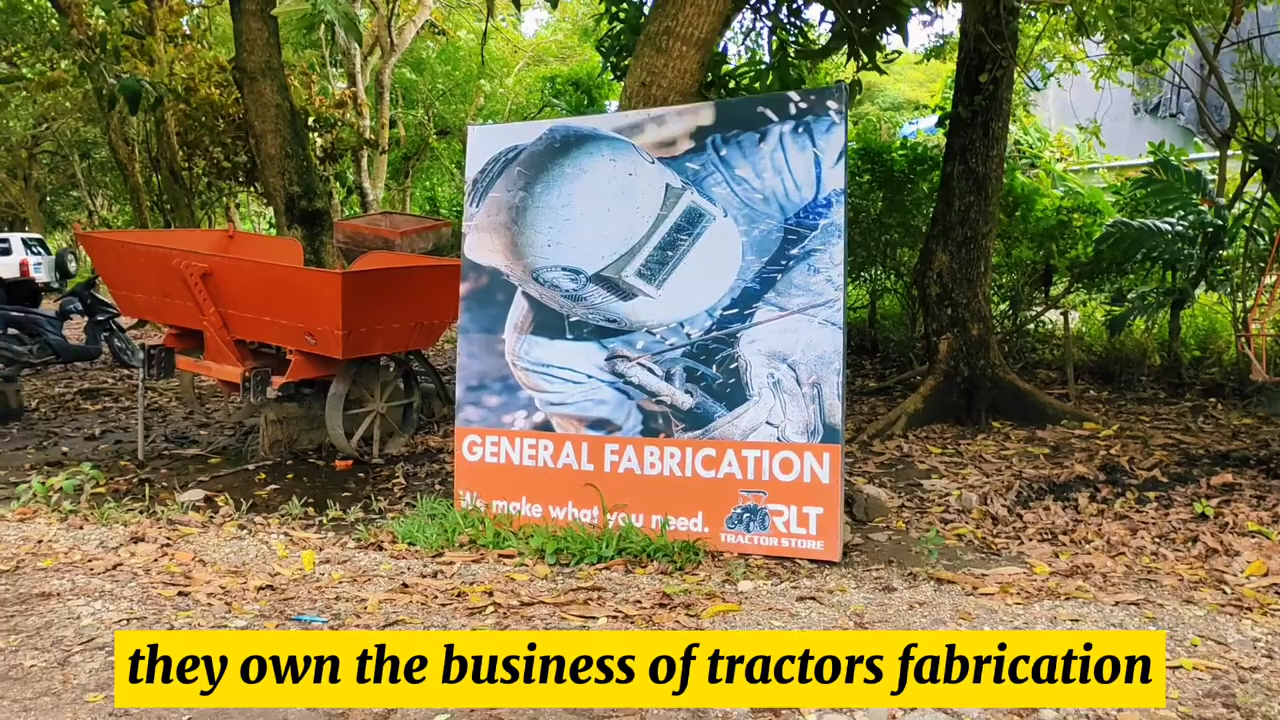 GENERAL FABRICATION
We make what you need.
RLT
TRACTOR STORE
they own the business of tractors fabrication